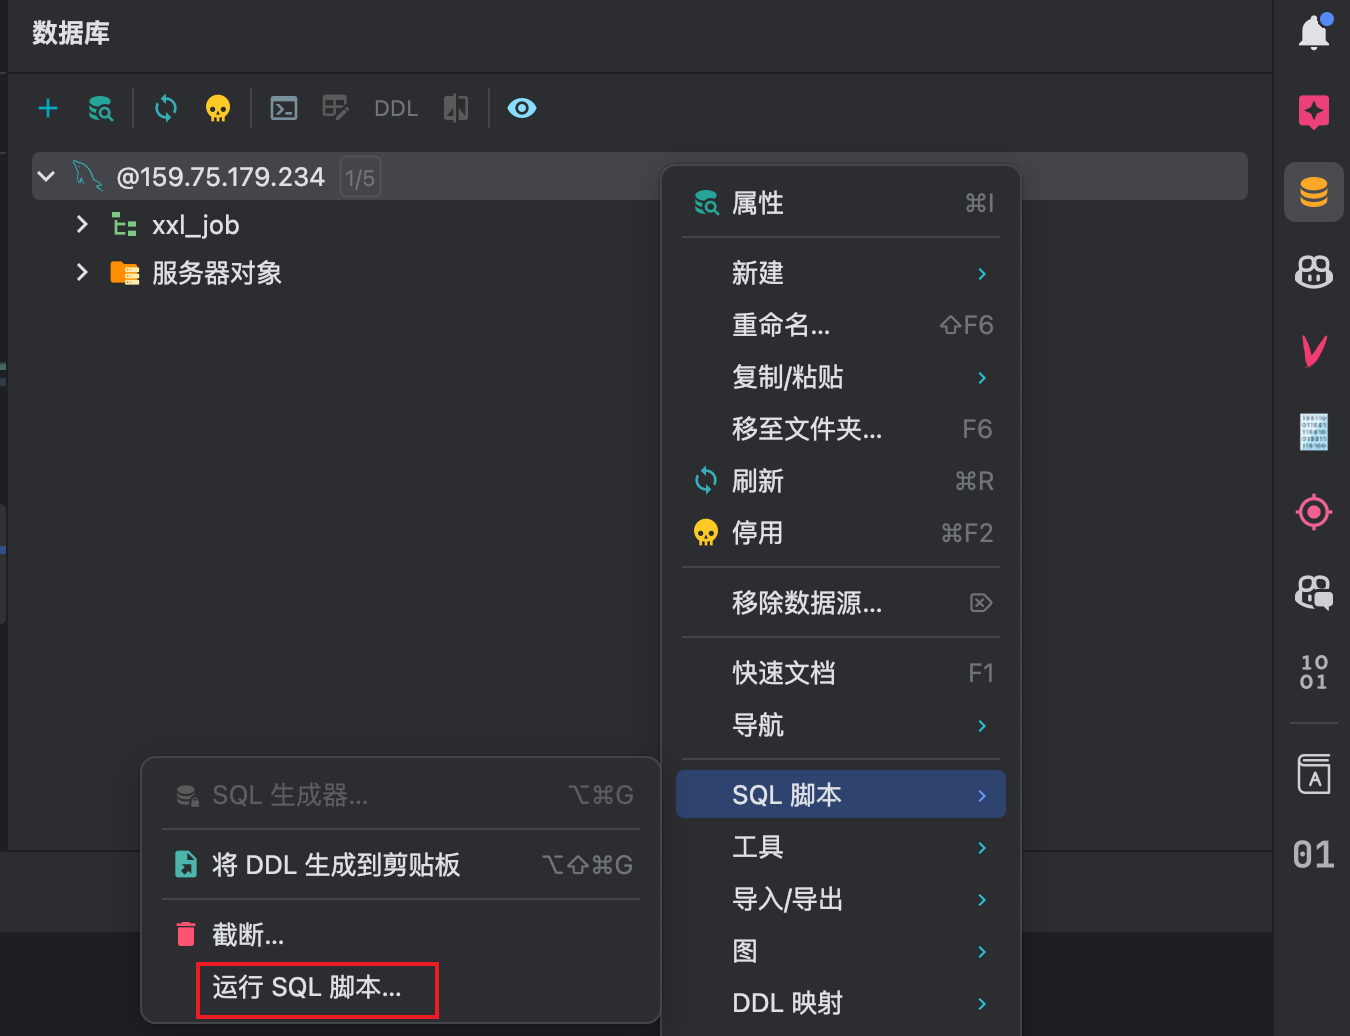 数据库
DDL
@159.75.179.234 1/5
xxl_job
服务器对象
属性 ⌘I
新建
重命名... ⇧F6
复制/粘贴
移至文件夹... F6
刷新 ⌘R
停用 ⌘F2
移除数据源... ⌦
快速文档 F1
导航
SQL 脚本
工具
导入/导出
图
DDL 映射
SQL 生成器... ⌥⌘G
将 DDL 生成到剪贴板 ⌥⇧⌘G
截断...
运行 SQL 脚本...
10
01
A
01